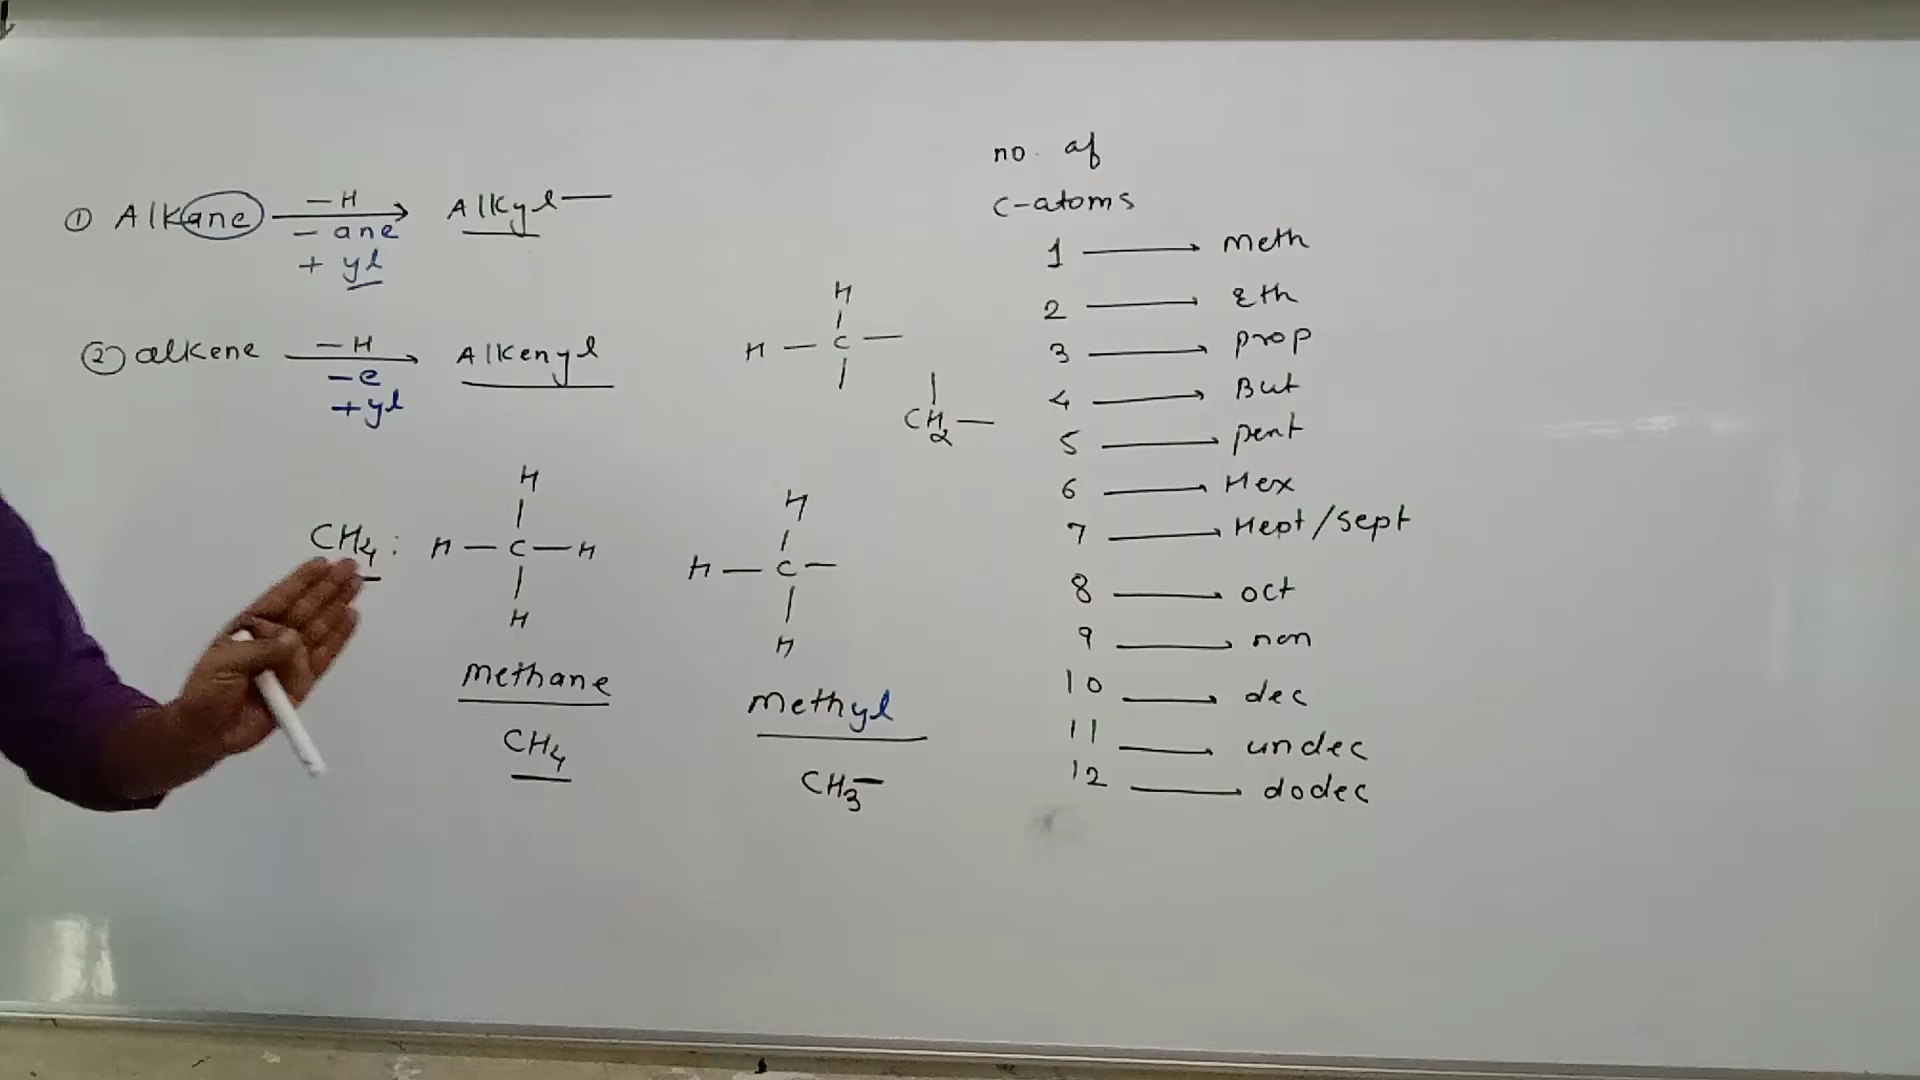 ① Alkane —H→ Alkyl—
– ane
+ yl
② alkene —H→ Alkenyl
–e
+yl
H
H – C –
CH2 –
CH4 :
H
H – C – H
H
methane
CH4
H
H – C –
H
methyl
CH3–
no. of
C-atoms
1 → meth
2 → Eth
3 → prop
4 → But
5 → pent
6 → Hex
7 → Hept/sept
8 → oct
9 → non
10 → dec
11 — undec
12 → dodec